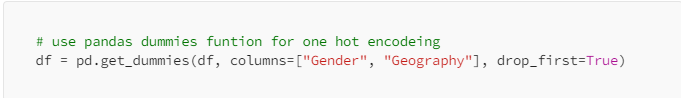 # use pandas dummies funtion for one hot encodeing
df = pd.get_dummies(df, columns=["Gender", "Geography"], drop_first=True)